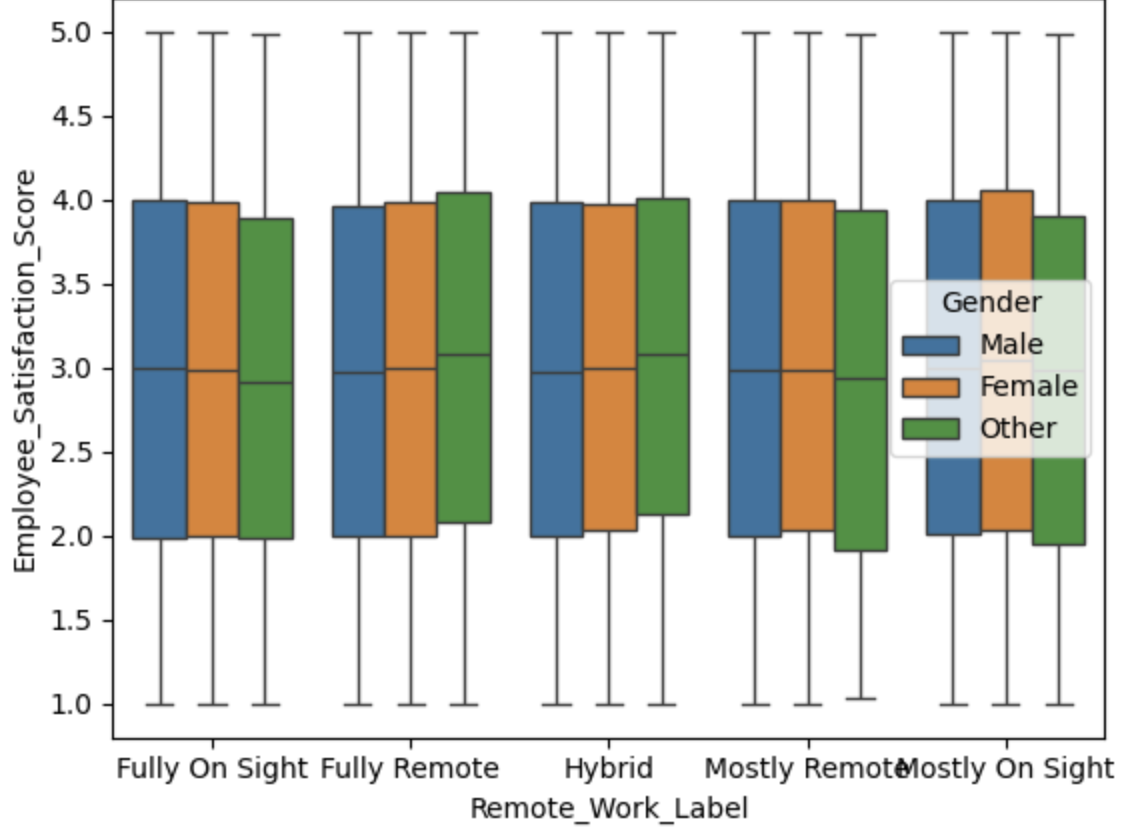 Employee_Satisfaction_Score
5.0
4.5
4.0
3.5
3.0
2.5
2.0
1.5
1.0
Gender
Male
Female
Other
Fully On Sight
Fully Remote
Hybrid
Mostly Remote
Mostly On Sight
Remote_Work_Label